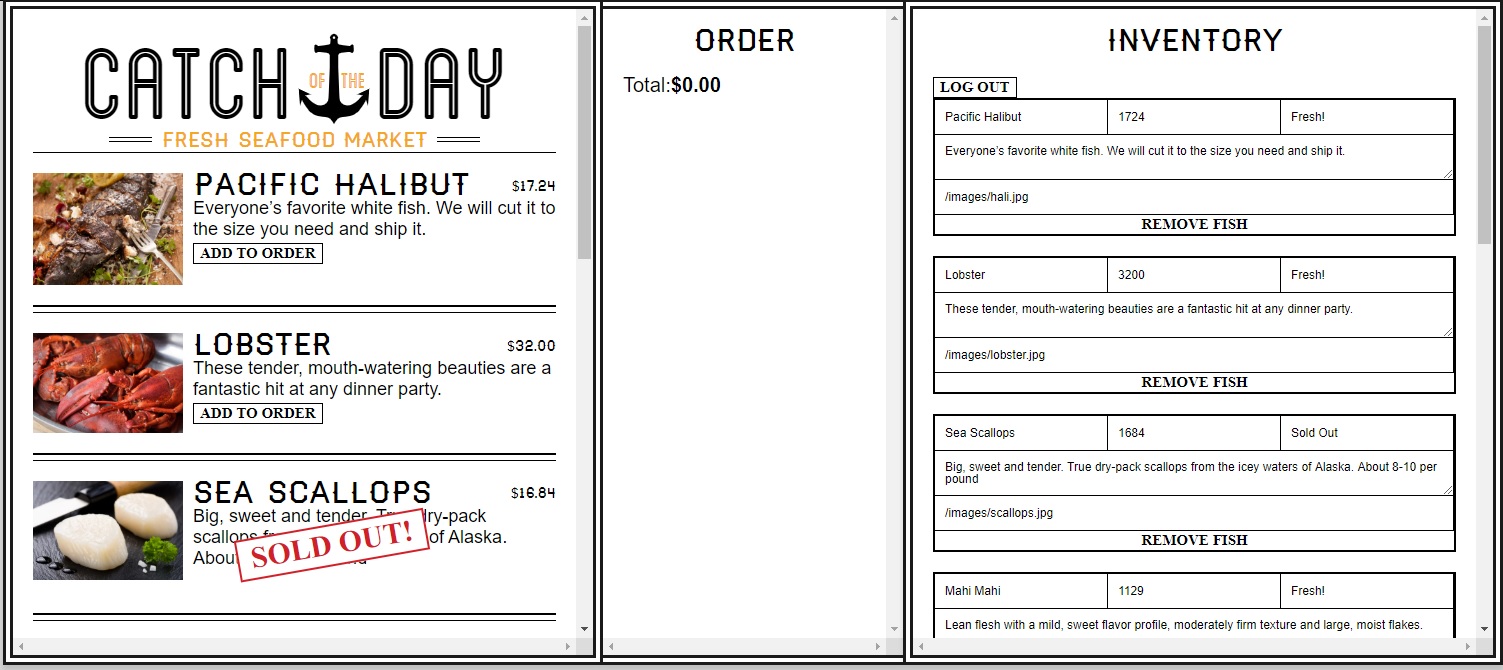 CATCH OF THE DAY
FRESH SEAFOOD MARKET
PACIFIC HALIBUT $17.24
Everyone’s favorite white fish. We will cut it to
the size you need and ship it.
ADD TO ORDER
LOBSTER $32.00
These tender, mouth-watering beauties are a
fantastic hit at any dinner party.
ADD TO ORDER
SEA SCALLOPS $16.84
Big, sweet and tender. True dry-pack
scallops of Alaska.
About
SOLD OUT!
ORDER
Total:$0.00
INVENTORY
LOG OUT
Pacific Halibut 1724 Fresh!
Everyone’s favorite white fish. We will cut it to the size you need and ship it.
/images/hali.jpg
REMOVE FISH
Lobster 3200 Fresh!
These tender, mouth-watering beauties are a fantastic hit at any dinner party.
/images/lobster.jpg
REMOVE FISH
Sea Scallops 1684 Sold Out
Big, sweet and tender. True dry-pack scallops from the icey waters of Alaska. About 8-10 per
pound
/images/scallops.jpg
REMOVE FISH
Mahi Mahi 1129 Fresh!
Lean flesh with a mild, sweet flavor profile, moderately firm texture and large, moist flakes.